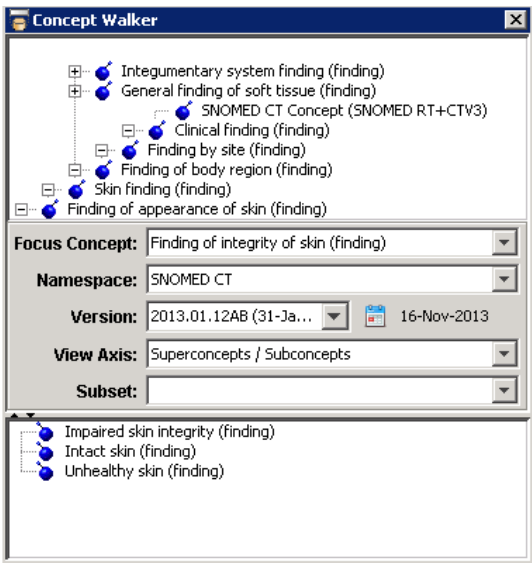 Concept Walker
Integumentary system finding (finding)
General finding of soft tissue (finding)
SNOMED CT Concept (SNOMED RT+CTV3)
Clinical finding (finding)
Finding by site (finding)
Finding of body region (finding)
Skin finding (finding)
Finding of appearance of skin (finding)
Focus Concept: Finding of integrity of skin (finding)
Namespace: SNOMED CT
Version: 2013.01.12AB (31-Ja... 16-Nov-2013
View Axis: Superconcepts / Subconcepts
Subset:
Impaired skin integrity (finding)
Intact skin (finding)
Unhealthy skin (finding)